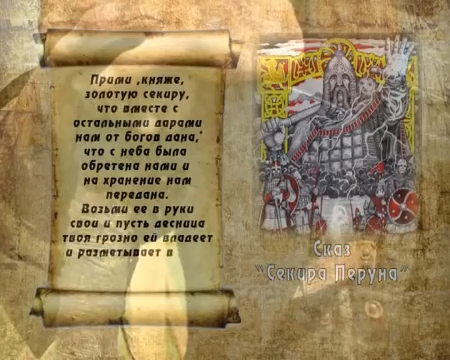 Прими ,княже,
золотую секиру,
что вместе с
остальными дарами
нам от богов дана,'
что с неба была
обретена нами и
на хранение нам
передана.
Возьми ее в руки
свои и пусть десница
твоя грозно ей владеет
и разметывает в
Сказ
"Секира Перуна"